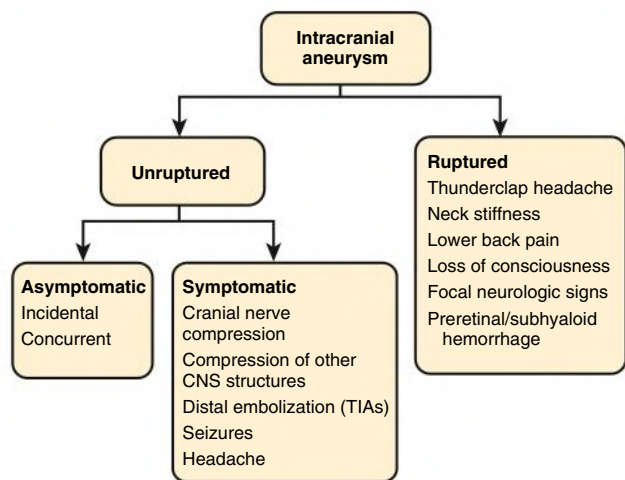 Intracranial
aneurysm
Unruptured
Ruptured
Thunderclap headache
Neck stiffness
Lower back pain
Loss of consciousness
Focal neurologic signs
Preretinal/subhyaloid
hemorrhage
Asymptomatic
Incidental
Concurrent
Symptomatic
Cranial nerve
compression
Compression of other
CNS structures
Distal embolization (TIAs)
Seizures
Headache